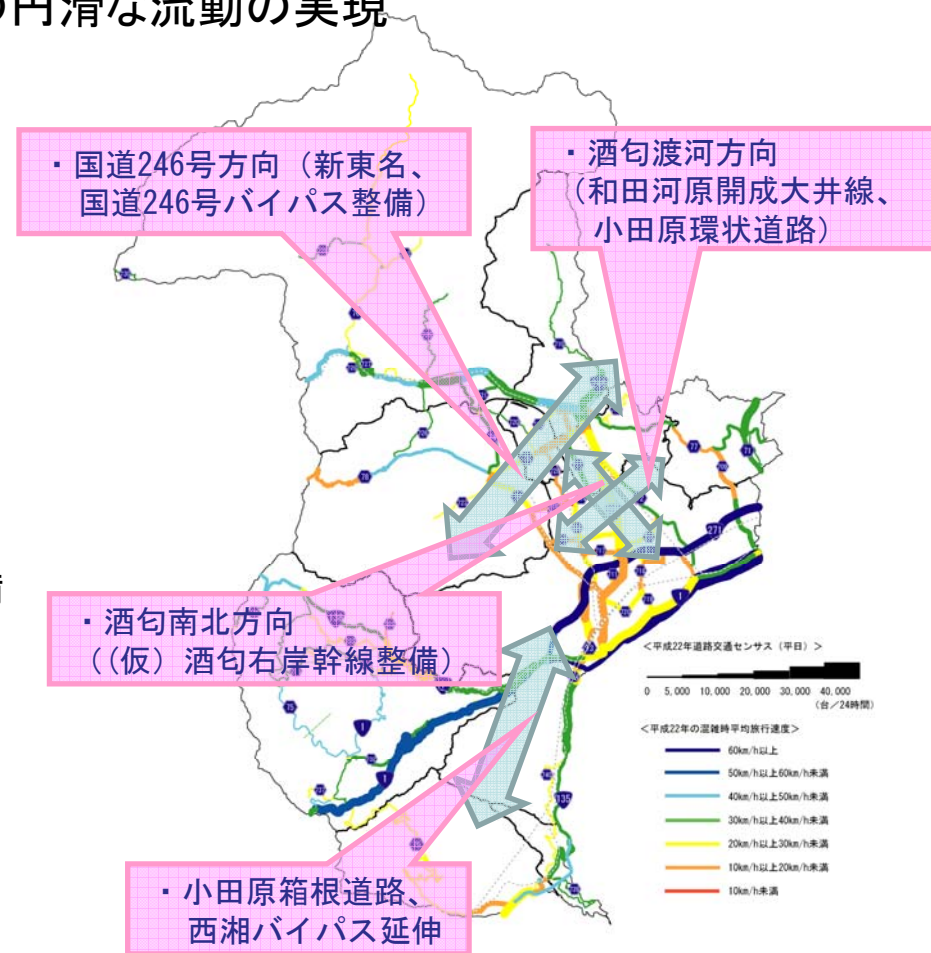 の円滑な流動の実現
・国道246号方向（新東名、
国道246号バイパス整備）
・酒匂渡河方向
（和田河原開成大井線、
小田原環状道路）
・酒匂南北方向
（(仮）酒匂右岸幹線整備）
・小田原箱根道路、
西湘バイパス延伸
271
1
77
71
78
75
1
1
135
＜平成22年道路交通センサス（平日）＞
0 5,000 10,000 20,000 30,000 40,000
（台／24時間）
＜平成22年の混雑時平均旅行速度＞
60km/h以上
50km/h以上60km/h未満
40km/h以上50km/h未満
30km/h以上40km/h未満
20km/h以上30km/h未満
10km/h以上20km/h未満
10km/h未満